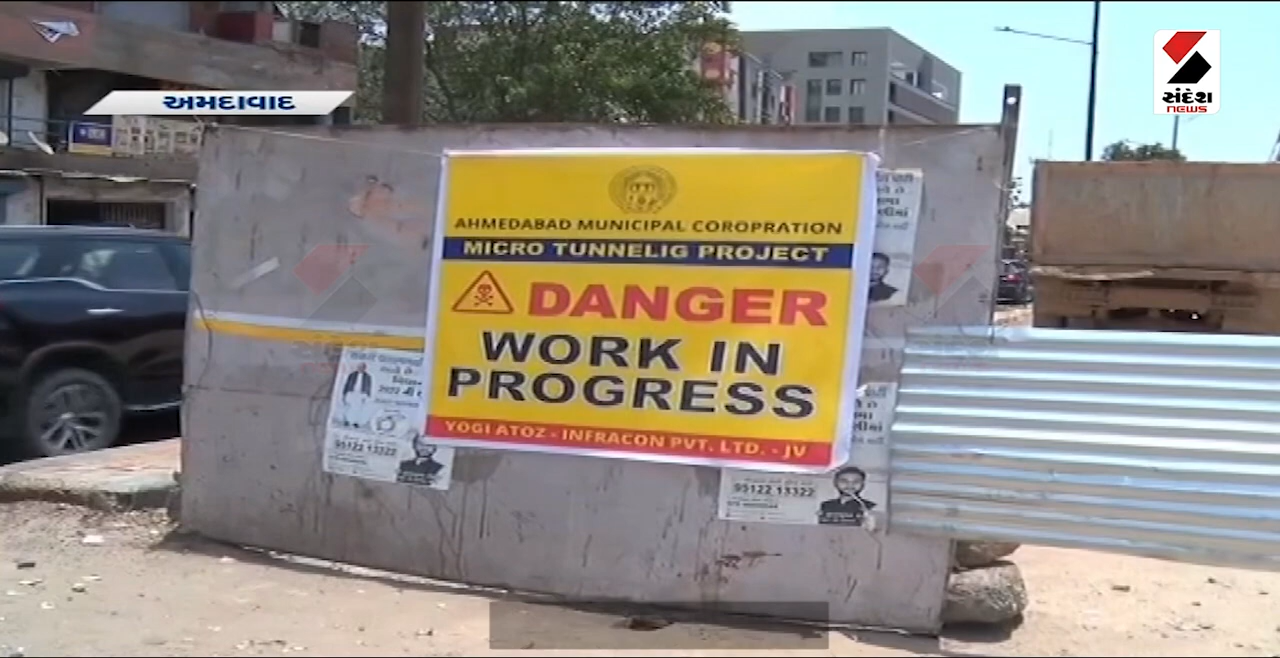 અમદાવાદ
સંદેશ
NEWS
AHMEDABAD MUNICIPAL COROPRATION
MICRO TUNNELIG PROJECT
DANGER
WORK IN
PROGRESS
YOGI ATOZ - INFRACON PVT. LTD. - JV
95122 13322
95122 13322